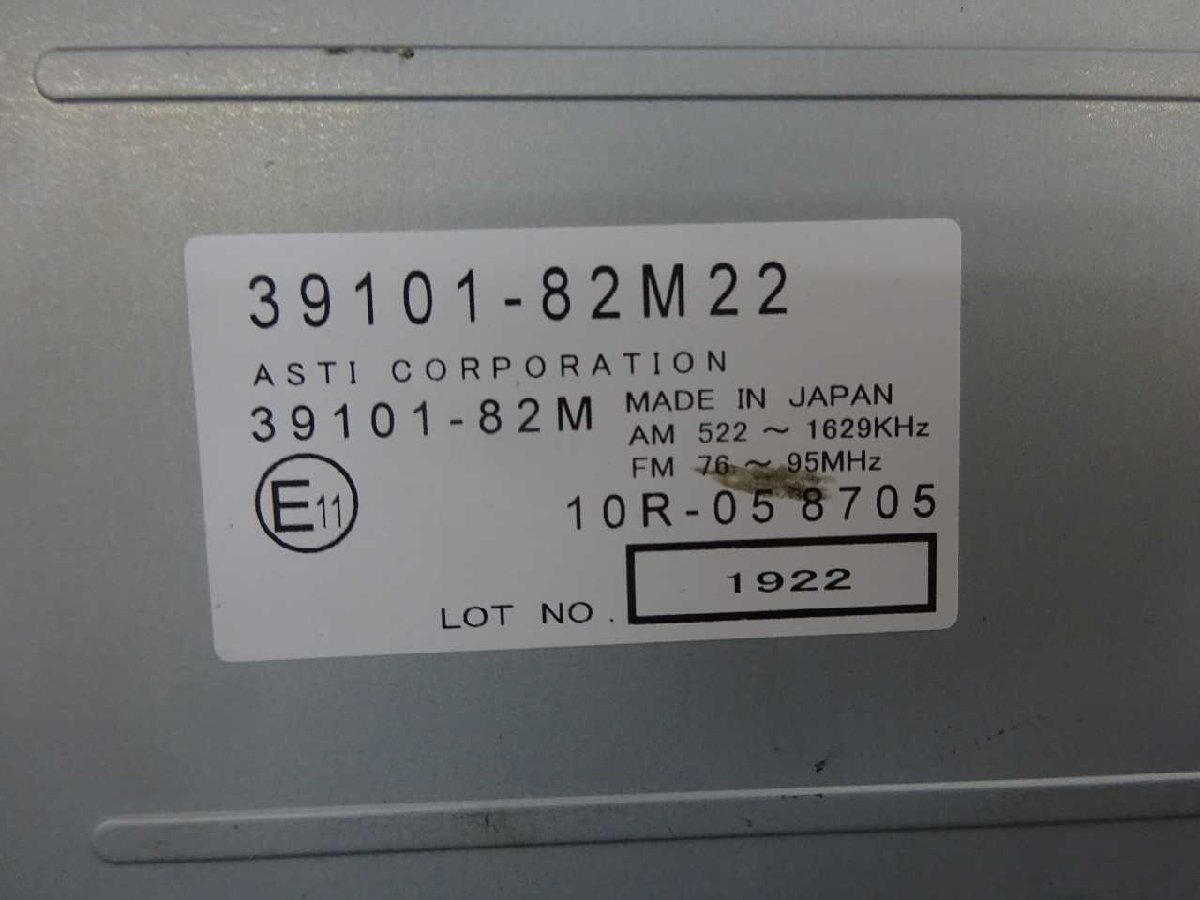 39101-82M22
ASTI CORPORATION
39101-82M
MADE IN JAPAN
AM 522 ~ 1629KHz
FM 76 ~ 95MHz
E11
10R-058705
1922
LOT NO.